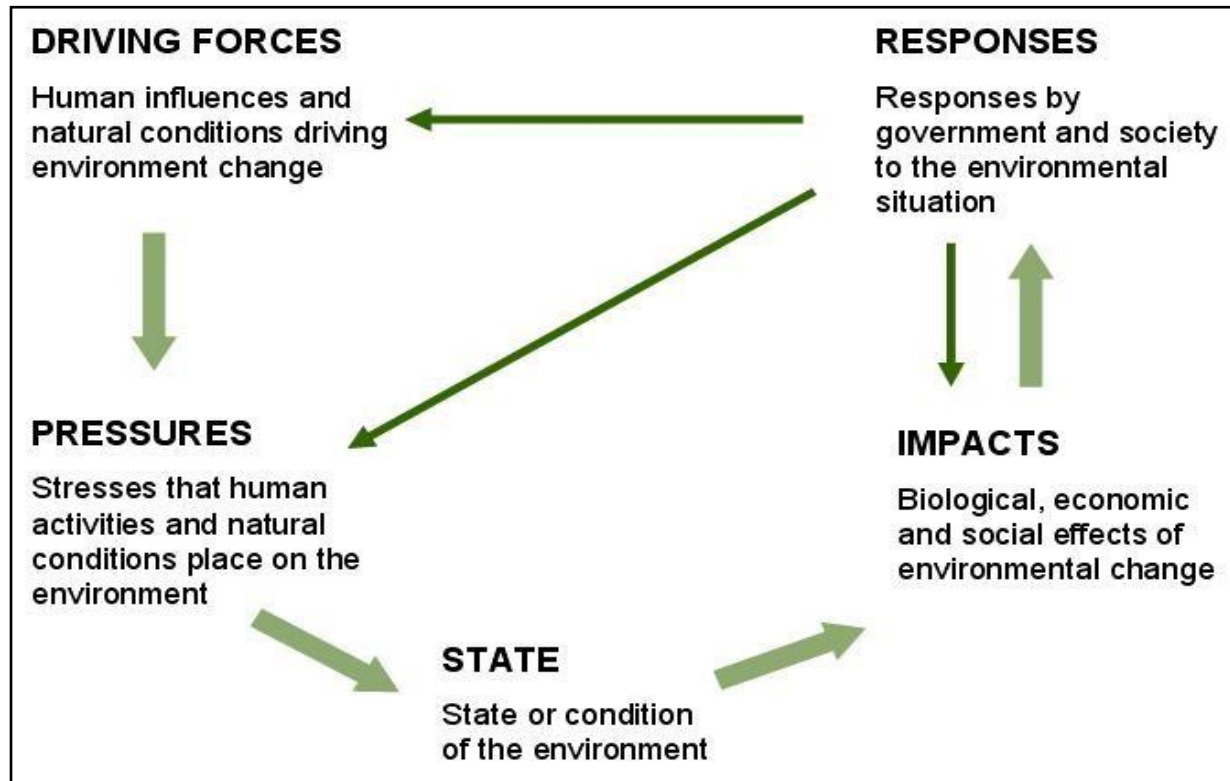 DRIVING FORCES
Human influences and
natural conditions driving
environment change
RESPONSES
Responses by
government and society
to the environmental
situation
PRESSURES
Stresses that human
activities and natural
conditions place on the
environment
STATE
State or condition
of the environment
IMPACTS
Biological, economic
and social effects of
environmental change